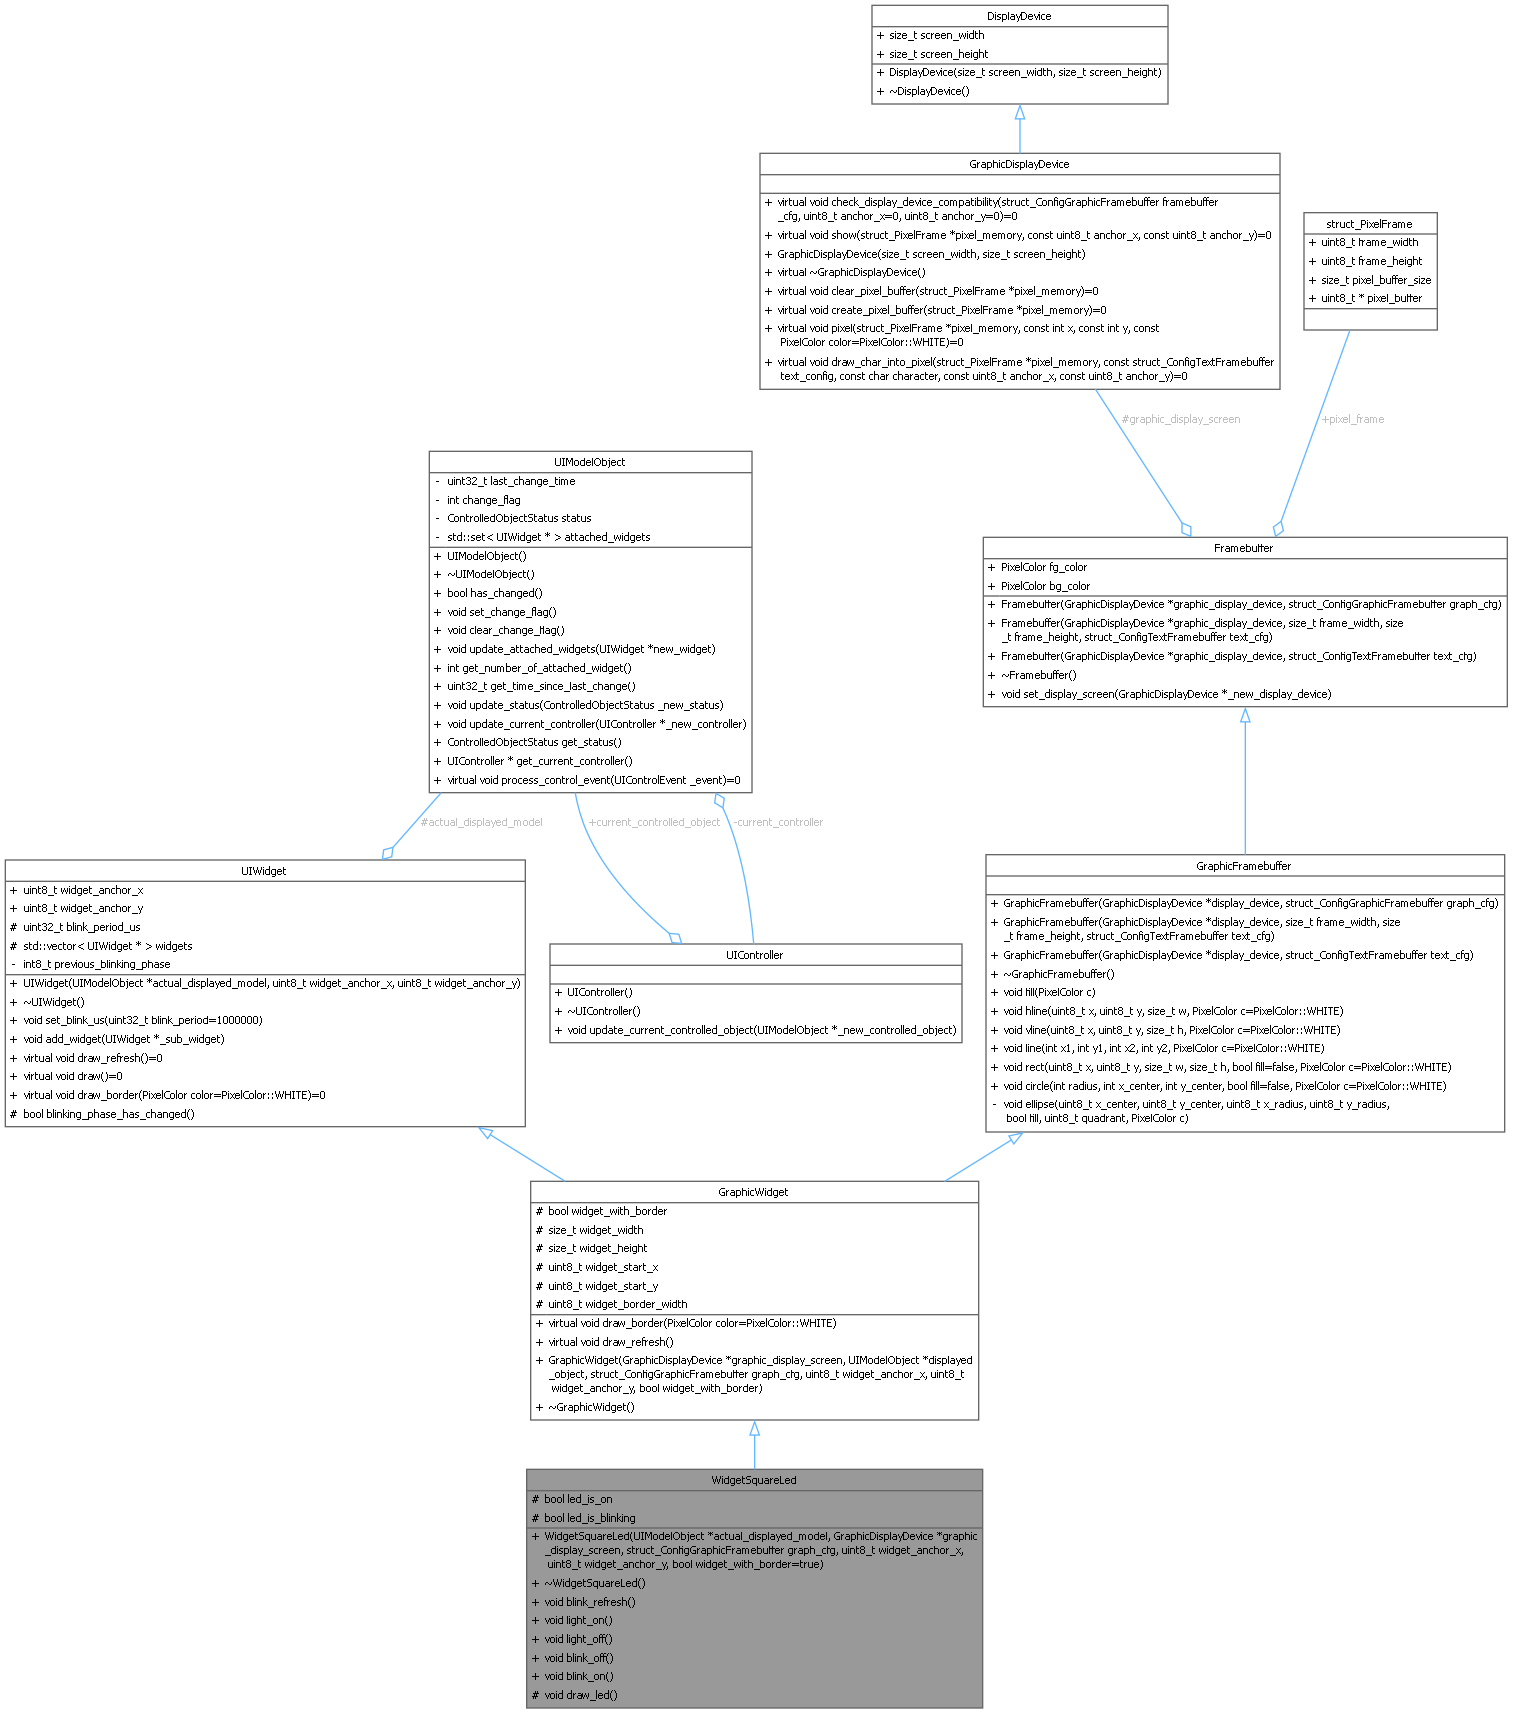 DisplayDevice
+ size_t screen_width
+ size_t screen_height
+ DisplayDevice(size_t screen_width, size_t screen_height)
+ ~DisplayDevice()
GraphicDisplayDevice
+ virtual void check_display_device_compatibility(struct_ConfigGraphicFramebuffer framebuffer
_cfg, uint8_t anchor_x=0, uint8_t anchor_y=0)=0
+ virtual void show(struct_PixelFrame *pixel_memory, const uint8_t anchor_x, const uint8_t anchor_y)=0
+ GraphicDisplayDevice(size_t screen_width, size_t screen_height)
+ virtual ~GraphicDisplayDevice()
+ virtual void clear_pixel_buffer(struct_PixelFrame *pixel_memory)=0
+ virtual void create_pixel_buffer(struct_PixelFrame *pixel_memory)=0
+ virtual void pixel(struct_PixelFrame *pixel_memory, const int x, const int y, const
PixelColor color=PixelColor::WHITE)=0
+ virtual void draw_char_into_pixel(struct_PixelFrame *pixel_memory, const struct_ConfigTextFramebuffer
text_config, const char character, const uint8_t anchor_x, const uint8_t anchor_y)=0
struct_PixelFrame
+ uint8_t frame_width
+ uint8_t frame_height
+ size_t pixel_buffer_size
+ uint8_t * pixel_buffer
#graphic_display_screen
+pixel_frame
UIModelObject
- uint32_t last_change_time
- int change_flag
- ControlledObjectStatus status
- std::set< UIWidget * > attached_widgets
+ UIModelObject()
+ ~UIModelObject()
+ bool has_changed()
+ void set_change_flag()
+ void clear_change_flag()
+ void update_attached_widgets(UIWidget *new_widget)
+ int get_number_of_attached_widget()
+ uint32_t get_time_since_last_change()
+ void update_status(ControlledObjectStatus _new_status)
+ void update_current_controller(UIController *_new_controller)
+ ControlledObjectStatus get_status()
+ UIController * get_current_controller()
+ virtual void process_control_event(UIControlEvent _event)=0
Framebuffer
+ PixelColor fg_color
+ PixelColor bg_color
+ Framebuffer(GraphicDisplayDevice *graphic_display_device, struct_ConfigGraphicFramebuffer graph_cfg)
+ Framebuffer(GraphicDisplayDevice *graphic_display_device, size_t frame_width, size
_t frame_height, struct_ConfigTextFramebuffer text_cfg)
+ Framebuffer(GraphicDisplayDevice *graphic_display_device, struct_ConfigTextFramebuffer text_cfg)
+ ~Framebuffer()
+ void set_display_screen(GraphicDisplayDevice *_new_display_device)
#actual_displayed_model
+current_controlled_object
-current_controller
UIWidget
+ uint8_t widget_anchor_x
+ uint8_t widget_anchor_y
# uint32_t blink_period_us
# std::vector< UIWidget * > widgets
- int8_t previous_blinking_phase
+ UIWidget(UIModelObject *actual_displayed_model, uint8_t widget_anchor_x, uint8_t widget_anchor_y)
+ ~UIWidget()
+ void set_blink_us(uint32_t blink_period=1000000)
+ void add_widget(UIWidget *_sub_widget)
+ virtual void draw_refresh()=0
+ virtual void draw()=0
+ virtual void draw_border(PixelColor color=PixelColor::WHITE)=0
# bool blinking_phase_has_changed()
UIController
+ UIController()
+ ~UIController()
+ void update_current_controlled_object(UIModelObject *_new_controlled_object)
GraphicFramebuffer
+ GraphicFramebuffer(GraphicDisplayDevice *display_device, struct_ConfigGraphicFramebuffer graph_cfg)
+ GraphicFramebuffer(GraphicDisplayDevice *display_device, size_t frame_width, size
_t frame_height, struct_ConfigTextFramebuffer text_cfg)
+ GraphicFramebuffer(GraphicDisplayDevice *display_device, struct_ConfigTextFramebuffer text_cfg)
+ ~GraphicFramebuffer()
+ void fill(PixelColor c)
+ void hline(uint8_t x, uint8_t y, size_t w, PixelColor c=PixelColor::WHITE)
+ void vline(uint8_t x, uint8_t y, size_t h, PixelColor c=PixelColor::WHITE)
+ void line(int x1, int y1, int x2, int y2, PixelColor c=PixelColor::WHITE)
+ void rect(uint8_t x, uint8_t y, size_t w, size_t h, bool fill=false, PixelColor c=PixelColor::WHITE)
+ void circle(int radius, int x_center, int y_center, bool fill=false, PixelColor c=PixelColor::WHITE)
- void ellipse(uint8_t x_center, uint8_t y_center, uint8_t x_radius, uint8_t y_radius,
bool fill, uint8_t quadrant, PixelColor c)
GraphicWidget
# bool widget_with_border
# size_t widget_width
# size_t widget_height
# uint8_t widget_start_x
# uint8_t widget_start_y
# uint8_t widget_border_width
+ virtual void draw_border(PixelColor color=PixelColor::WHITE)
+ virtual void draw_refresh()
+ GraphicWidget(GraphicDisplayDevice *graphic_display_screen, UIModelObject *displayed
_object, struct_ConfigGraphicFramebuffer graph_cfg, uint8_t widget_anchor_x, uint8_t
widget_anchor_y, bool widget_with_border)
+ ~GraphicWidget()
WidgetSquareLed
# bool led_is_on
# bool led_is_blinking
+ WidgetSquareLed(UIModelObject *actual_displayed_model, GraphicDisplayDevice *graphic
_display_screen, struct_ConfigGraphicFramebuffer graph_cfg, uint8_t widget_anchor_x,
uint8_t widget_anchor_y, bool widget_with_border=true)
+ ~WidgetSquareLed()
+ void blink_refresh()
+ void light_on()
+ void light_off()
+ void blink_off()
+ void blink_on()
# void draw_led()